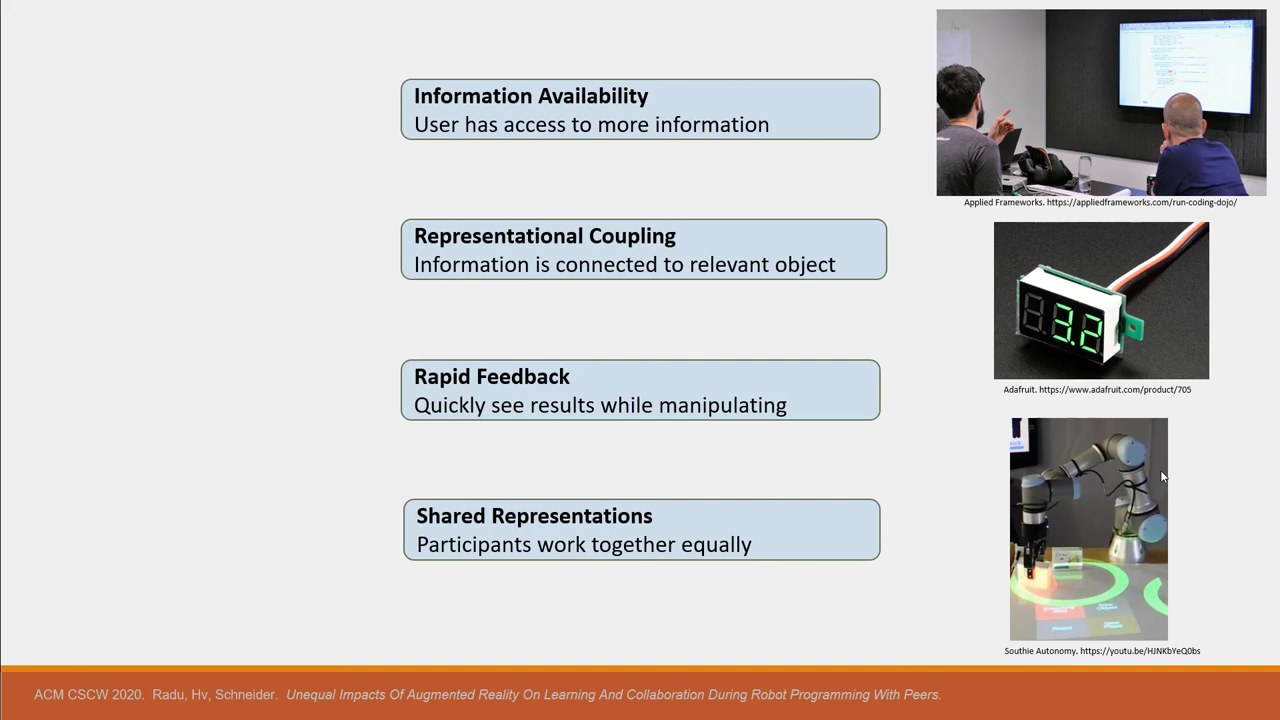 Information Availability
User has access to more information
Applied Frameworks. https://appliedframeworks.com/run-coding-dojo/
Representational Coupling
Information is connected to relevant object
3.2
Adafruit. https://www.adafruit.com/product/705
Rapid Feedback
Quickly see results while manipulating
Shared Representations
Participants work together equally
Southie Autonomy. https://youtu.be/HJNKbYeQ0bs
ACM CSCW 2020. Radu, Hv, Schneider. Unequal Impacts Of Augmented Reality On Learning And Collaboration During Robot Programming With Peers.